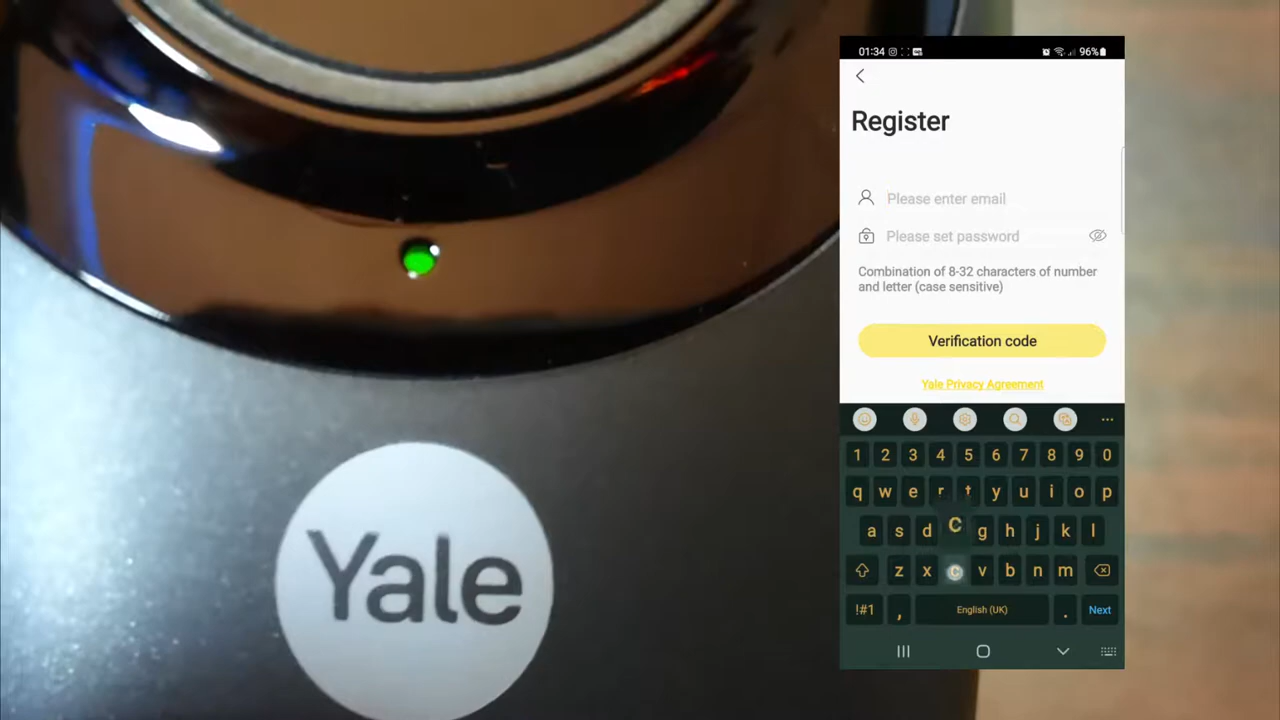 01:34
96%
Register
Please enter email
Please set password
Combination of 8-32 characters of number
and letter (case sensitive)
Verification code
Yale Privacy Agreement
1 2 3 4 5 6 7 8 9 0
q w e r t y u i o p
a s d C g h j k l
z x c v b n m
!#1 , English (UK) . Next
Yale